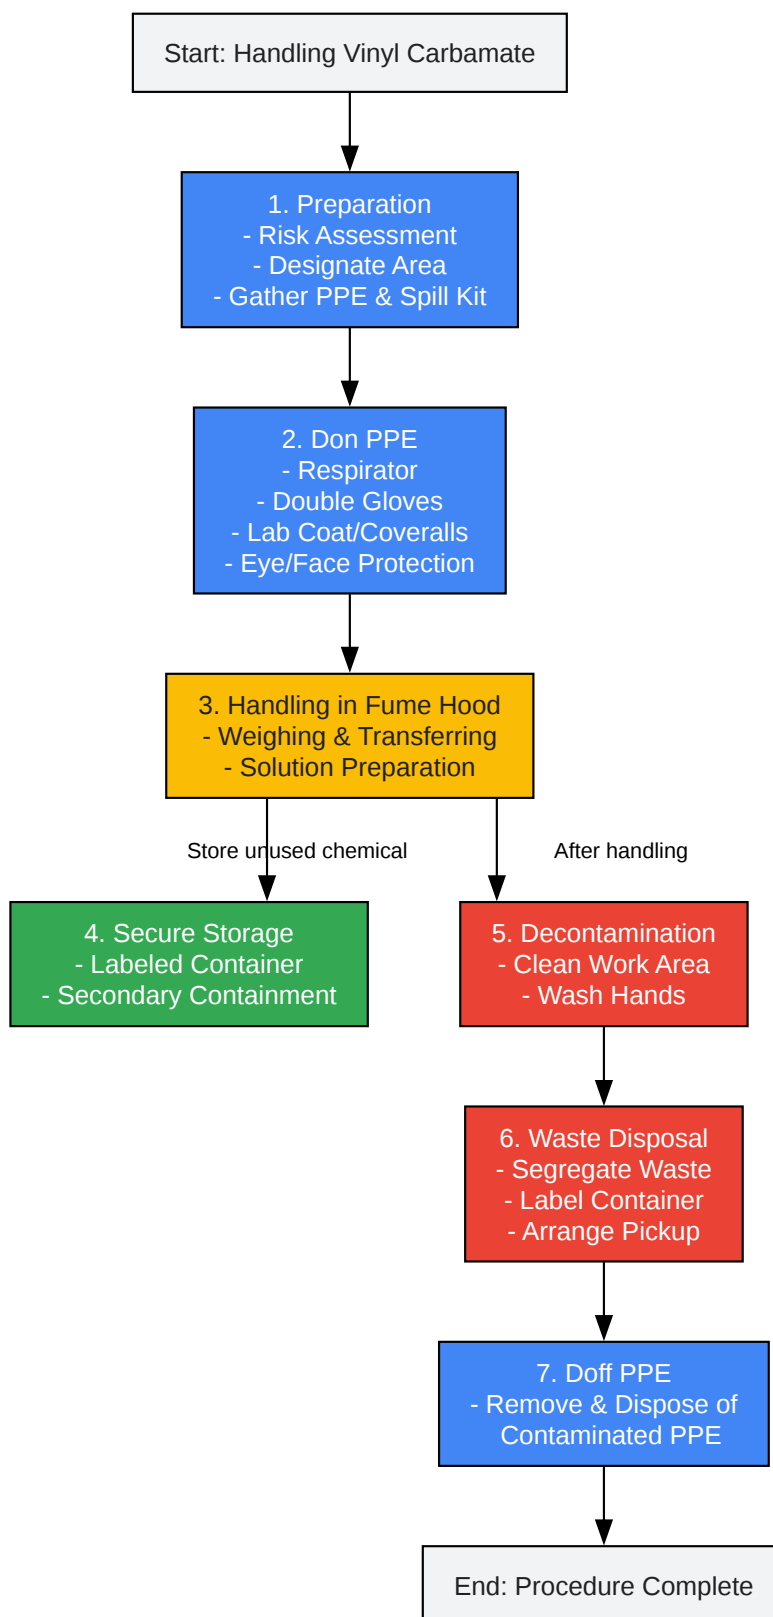 Start: Handling Vinyl Carbamate
1. Preparation
- Risk Assessment
- Designate Area
- Gather PPE & Spill Kit
2. Don PPE
- Respirator
- Double Gloves
- Lab Coat/Coveralls
- Eye/Face Protection
3. Handling in Fume Hood
- Weighing & Transferring
- Solution Preparation
Store unused chemical
After handling
4. Secure Storage
- Labeled Container
- Secondary Containment
5. Decontamination
- Clean Work Area
- Wash Hands
6. Waste Disposal
- Segregate Waste
- Label Container
- Arrange Pickup
7. Doff PPE
- Remove & Dispose of
Contaminated PPE
End: Procedure Complete